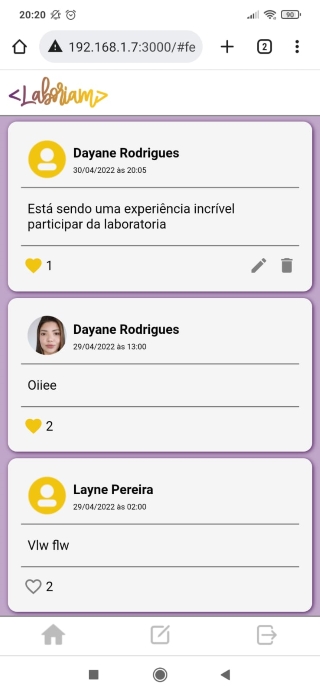 20:20
90
192.168.1.7:3000/#fe
2
<Laboriam>
Dayane Rodrigues
30/04/2022 às 20:05
Está sendo uma experiência incrível
participar da laboratoria
1
Dayane Rodrigues
29/04/2022 às 13:00
Oiiee
2
Layne Pereira
29/04/2022 às 02:00
Vlw flw
2